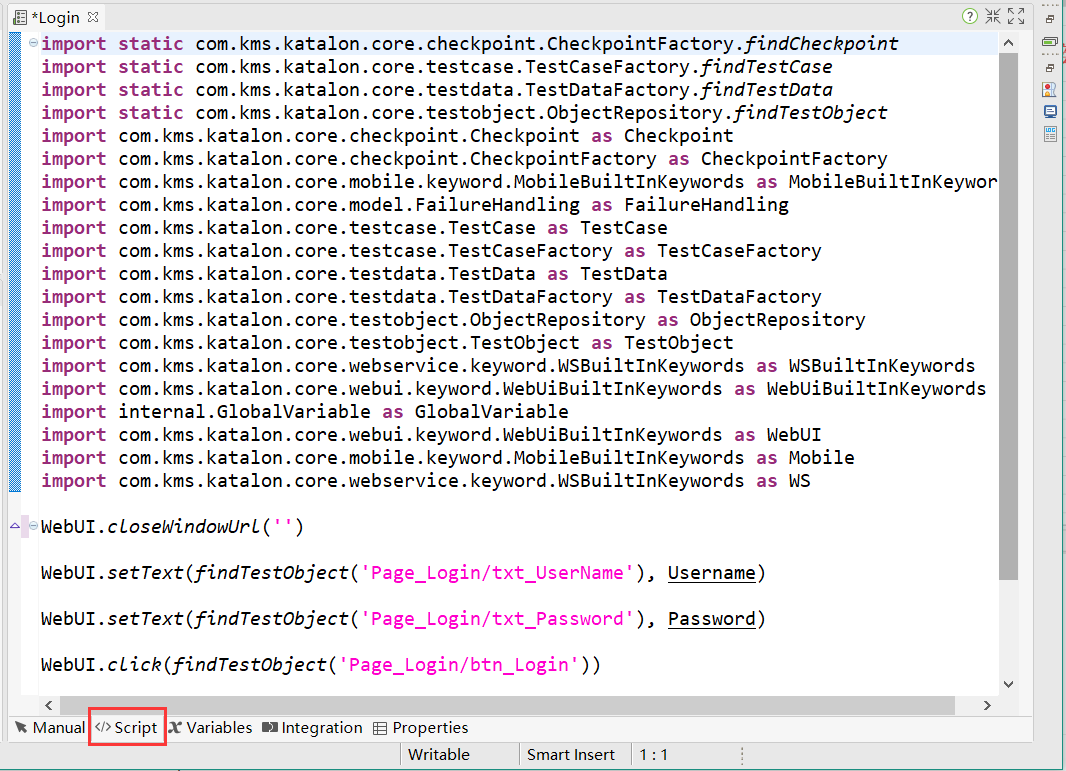 *Login
import static com.kms.katalon.core.checkpoint.CheckpointFactory.findCheckpoint
import static com.kms.katalon.core.testcase.TestCaseFactory.findTestCase
import static com.kms.katalon.core.testdata.TestDataFactory.findTestData
import static com.kms.katalon.core.testobject.ObjectRepository.findTestObject
import com.kms.katalon.core.checkpoint.Checkpoint as Checkpoint
import com.kms.katalon.core.checkpoint.CheckpointFactory as CheckpointFactory
import com.kms.katalon.core.mobile.keyword.MobileBuiltInKeywords as MobileBuiltInKeywor
import com.kms.katalon.core.model.FailureHandling as FailureHandling
import com.kms.katalon.core.testcase.TestCase as TestCase
import com.kms.katalon.core.testcase.TestCaseFactory as TestCaseFactory
import com.kms.katalon.core.testdata.TestData as TestData
import com.kms.katalon.core.testdata.TestDataFactory as TestDataFactory
import com.kms.katalon.core.testobject.ObjectRepository as ObjectRepository
import com.kms.katalon.core.testobject.TestObject as TestObject
import com.kms.katalon.core.webservice.keyword.WSBuiltInKeywords as WSBuiltInKeywords
import com.kms.katalon.core.webui.keyword.WebUiBuiltInKeywords as WebUiBuiltInKeywords
import internal.GlobalVariable as GlobalVariable
import com.kms.katalon.core.webui.keyword.WebUiBuiltInKeywords as WebUI
import com.kms.katalon.core.mobile.keyword.MobileBuiltInKeywords as Mobile
import com.kms.katalon.core.webservice.keyword.WSBuiltInKeywords as WS
WebUI.closeWindowUrl('')
WebUI.setText(findTestObject('Page_Login/txt_UserName'), Username)
WebUI.setText(findTestObject('Page_Login/txt_Password'), Password)
WebUI.click(findTestObject('Page_Login/btn_Login'))
Manual </> Script Variables Integration Properties
Writable Smart Insert 1 : 1